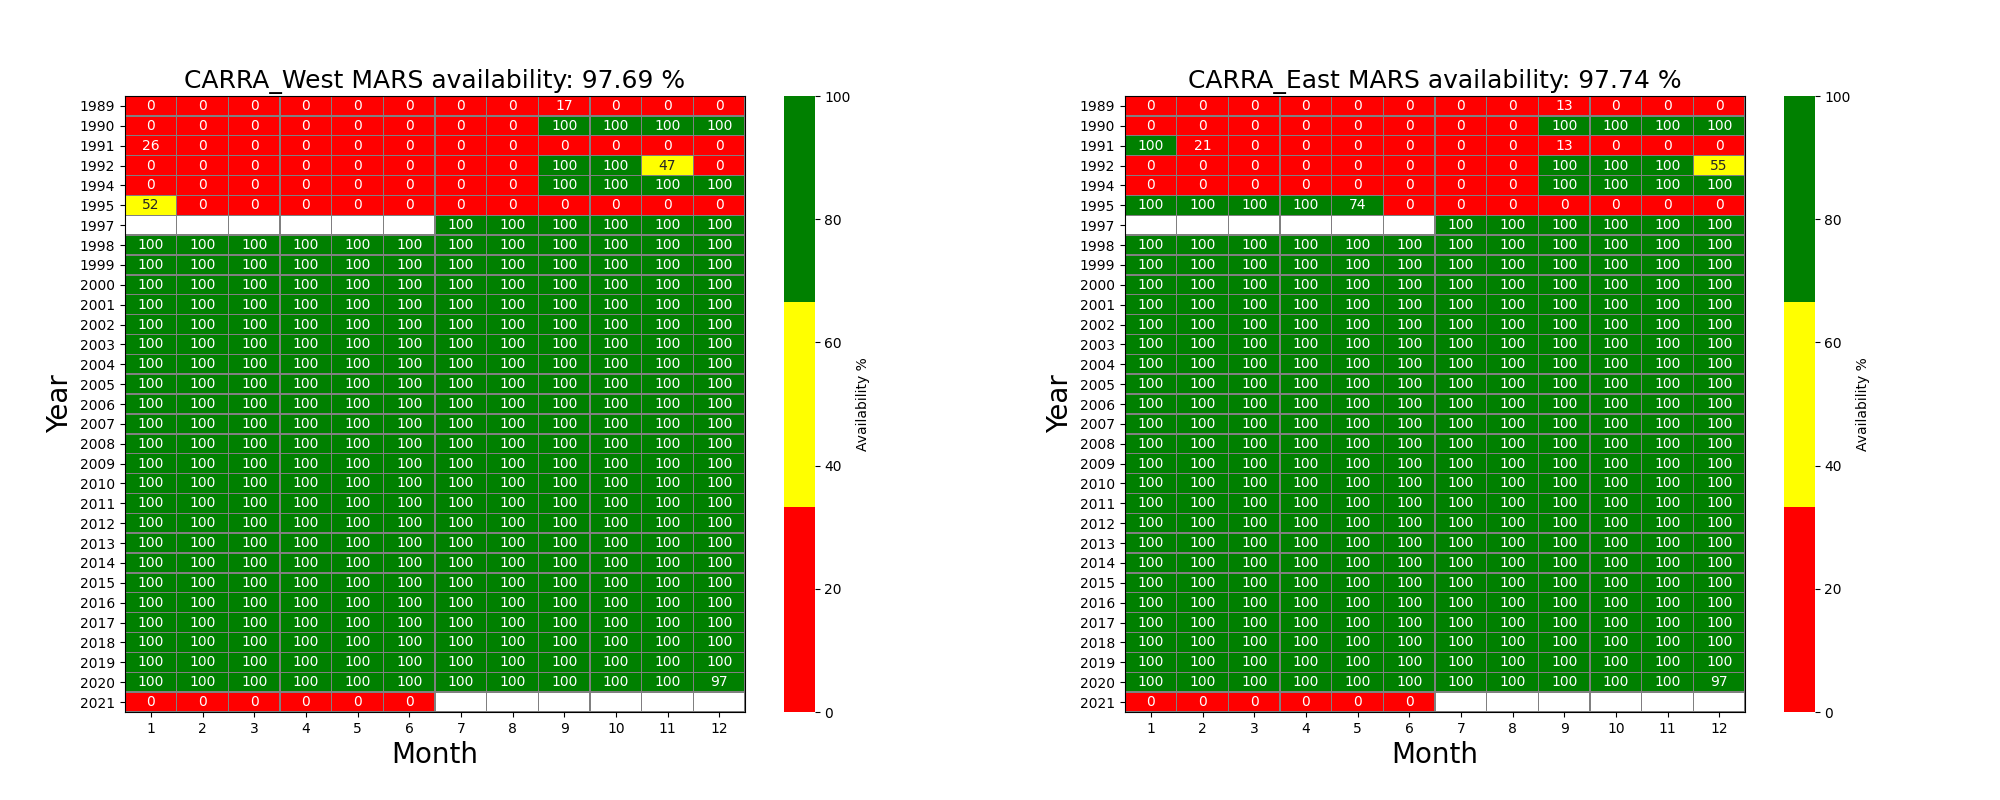 CARRA_West MARS availability: 97.69 %
Year
1989 0 0 0 0 0 0 0 0 17 0 0 0
1990 0 0 0 0 0 0 0 0 100 100 100 100
1991 26 0 0 0 0 0 0 0 0 0 0 0
1992 0 0 0 0 0 0 0 0 100 100 47 0
1994 0 0 0 0 0 0 0 0 100 100 100 100
1995 52 0 0 0 0 0 0 0 0 0 0 0
1997 100 100 100 100 100 100
1998 100 100 100 100 100 100 100 100 100 100 100 100
1999 100 100 100 100 100 100 100 100 100 100 100 100
2000 100 100 100 100 100 100 100 100 100 100 100 100
2001 100 100 100 100 100 100 100 100 100 100 100 100
2002 100 100 100 100 100 100 100 100 100 100 100 100
2003 100 100 100 100 100 100 100 100 100 100 100 100
2004 100 100 100 100 100 100 100 100 100 100 100 100
2005 100 100 100 100 100 100 100 100 100 100 100 100
2006 100 100 100 100 100 100 100 100 100 100 100 100
2007 100 100 100 100 100 100 100 100 100 100 100 100
2008 100 100 100 100 100 100 100 100 100 100 100 100
2009 100 100 100 100 100 100 100 100 100 100 100 100
2010 100 100 100 100 100 100 100 100 100 100 100 100
2011 100 100 100 100 100 100 100 100 100 100 100 100
2012 100 100 100 100 100 100 100 100 100 100 100 100
2013 100 100 100 100 100 100 100 100 100 100 100 100
2014 100 100 100 100 100 100 100 100 100 100 100 100
2015 100 100 100 100 100 100 100 100 100 100 100 100
2016 100 100 100 100 100 100 100 100 100 100 100 100
2017 100 100 100 100 100 100 100 100 100 100 100 100
2018 100 100 100 100 100 100 100 100 100 100 100 100
2019 100 100 100 100 100 100 100 100 100 100 100 100
2020 100 100 100 100 100 100 100 100 100 100 100 97
2021 0 0 0 0 0 0
1 2 3 4 5 6 7 8 9 10 11 12
Month
100
80
60
40
20
0
Availability %
CARRA_East MARS availability: 97.74 %
Year
1989 0 0 0 0 0 0 0 0 13 0 0 0
1990 0 0 0 0 0 0 0 0 100 100 100 100
1991 100 21 0 0 0 0 0 0 13 0 0 0
1992 0 0 0 0 0 0 0 0 100 100 100 55
1994 0 0 0 0 0 0 0 0 100 100 100 100
1995 100 100 100 100 74 0 0 0 0 0 0 0
1997 100 100 100 100 100 100
1998 100 100 100 100 100 100 100 100 100 100 100 100
1999 100 100 100 100 100 100 100 100 100 100 100 100
2000 100 100 100 100 100 100 100 100 100 100 100 100
2001 100 100 100 100 100 100 100 100 100 100 100 100
2002 100 100 100 100 100 100 100 100 100 100 100 100
2003 100 100 100 100 100 100 100 100 100 100 100 100
2004 100 100 100 100 100 100 100 100 100 100 100 100
2005 100 100 100 100 100 100 100 100 100 100 100 100
2006 100 100 100 100 100 100 100 100 100 100 100 100
2007 100 100 100 100 100 100 100 100 100 100 100 100
2008 100 100 100 100 100 100 100 100 100 100 100 100
2009 100 100 100 100 100 100 100 100 100 100 100 100
2010 100 100 100 100 100 100 100 100 100 100 100 100
2011 100 100 100 100 100 100 100 100 100 100 100 100
2012 100 100 100 100 100 100 100 100 100 100 100 100
2013 100 100 100 100 100 100 100 100 100 100 100 100
2014 100 100 100 100 100 100 100 100 100 100 100 100
2015 100 100 100 100 100 100 100 100 100 100 100 100
2016 100 100 100 100 100 100 100 100 100 100 100 100
2017 100 100 100 100 100 100 100 100 100 100 100 100
2018 100 100 100 100 100 100 100 100 100 100 100 100
2019 100 100 100 100 100 100 100 100 100 100 100 100
2020 100 100 100 100 100 100 100 100 100 100 100 97
2021 0 0 0 0 0 0
1 2 3 4 5 6 7 8 9 10 11 12
Month
100
80
60
40
20
0
Availability %